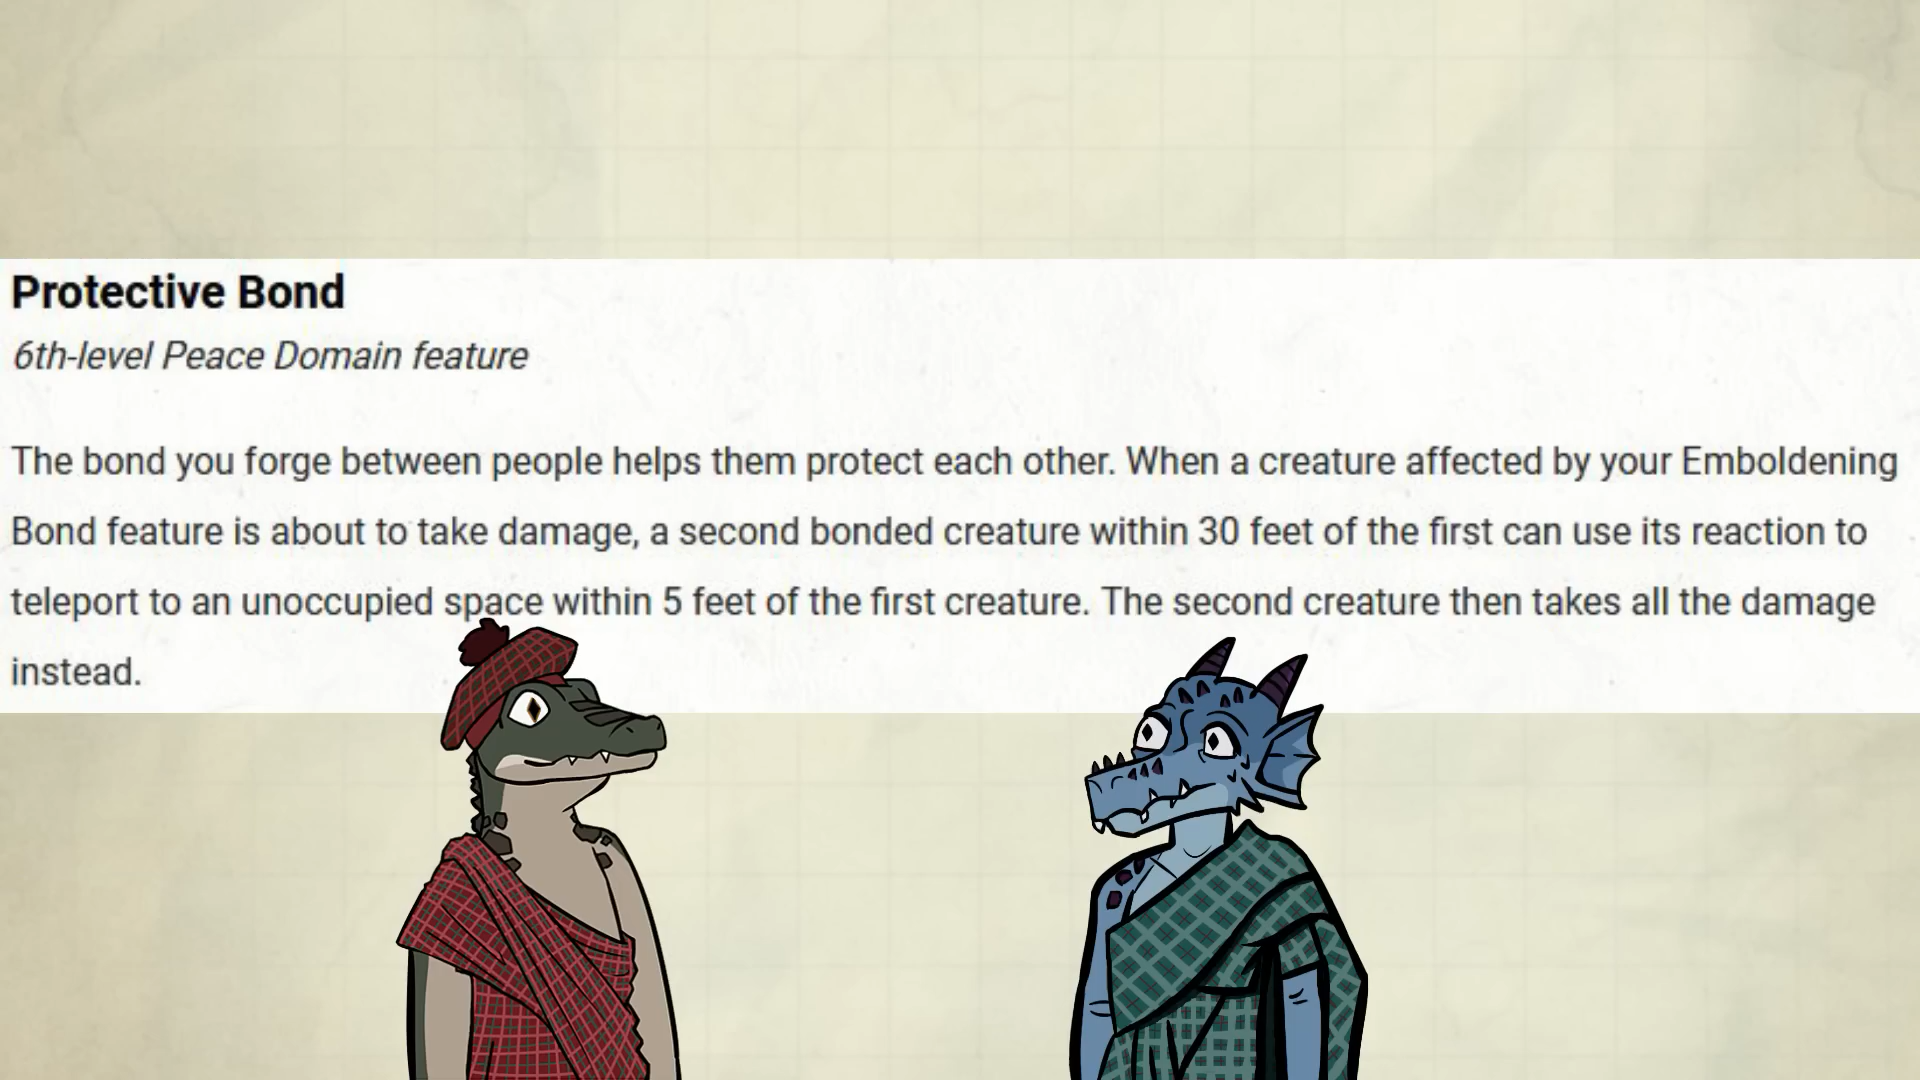 Protective Bond
6th-level Peace Domain feature
The bond you forge between people helps them protect each other. When a creature affected by your Emboldening
Bond feature is about to take damage, a second bonded creature within 30 feet of the first can use its reaction to
teleport to an unoccupied space within 5 feet of the first creature. The second creature then takes all the damage
instead.